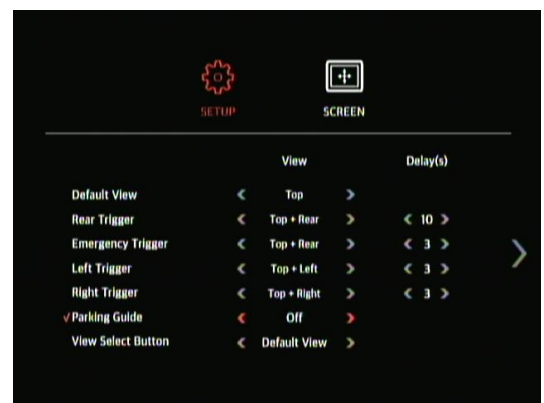 SETUP SCREEN
View Delay(s)
Default View < Top >
Rear Trigger < Top + Rear > < 10 >
Emergency Trigger < Top + Rear > < 3 >
Left Trigger < Top + Left > < 3 >
Right Trigger < Top + Right > < 3 >
√Parking Guide < Off >
View Select Button < Default View >